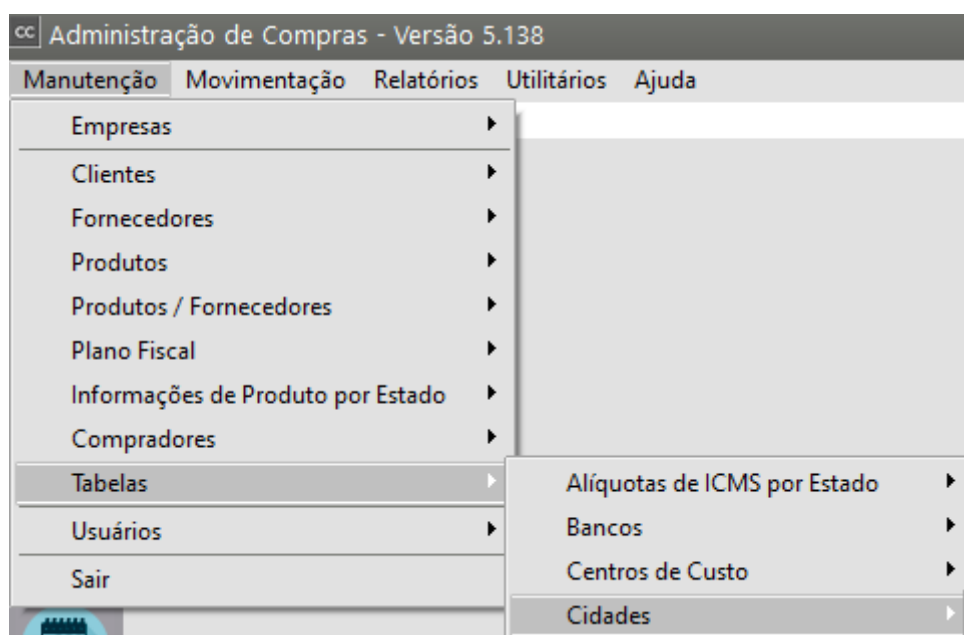 cc Administração de Compras - Versão 5.138
Manutenção Movimentação Relatórios Utilitários Ajuda
Empresas
Clientes
Fornecedores
Produtos
Produtos / Fornecedores
Plano Fiscal
Informações de Produto por Estado
Compradores
Tabelas
Usuários
Sair
Alíquotas de ICMS por Estado
Bancos
Centros de Custo
Cidades